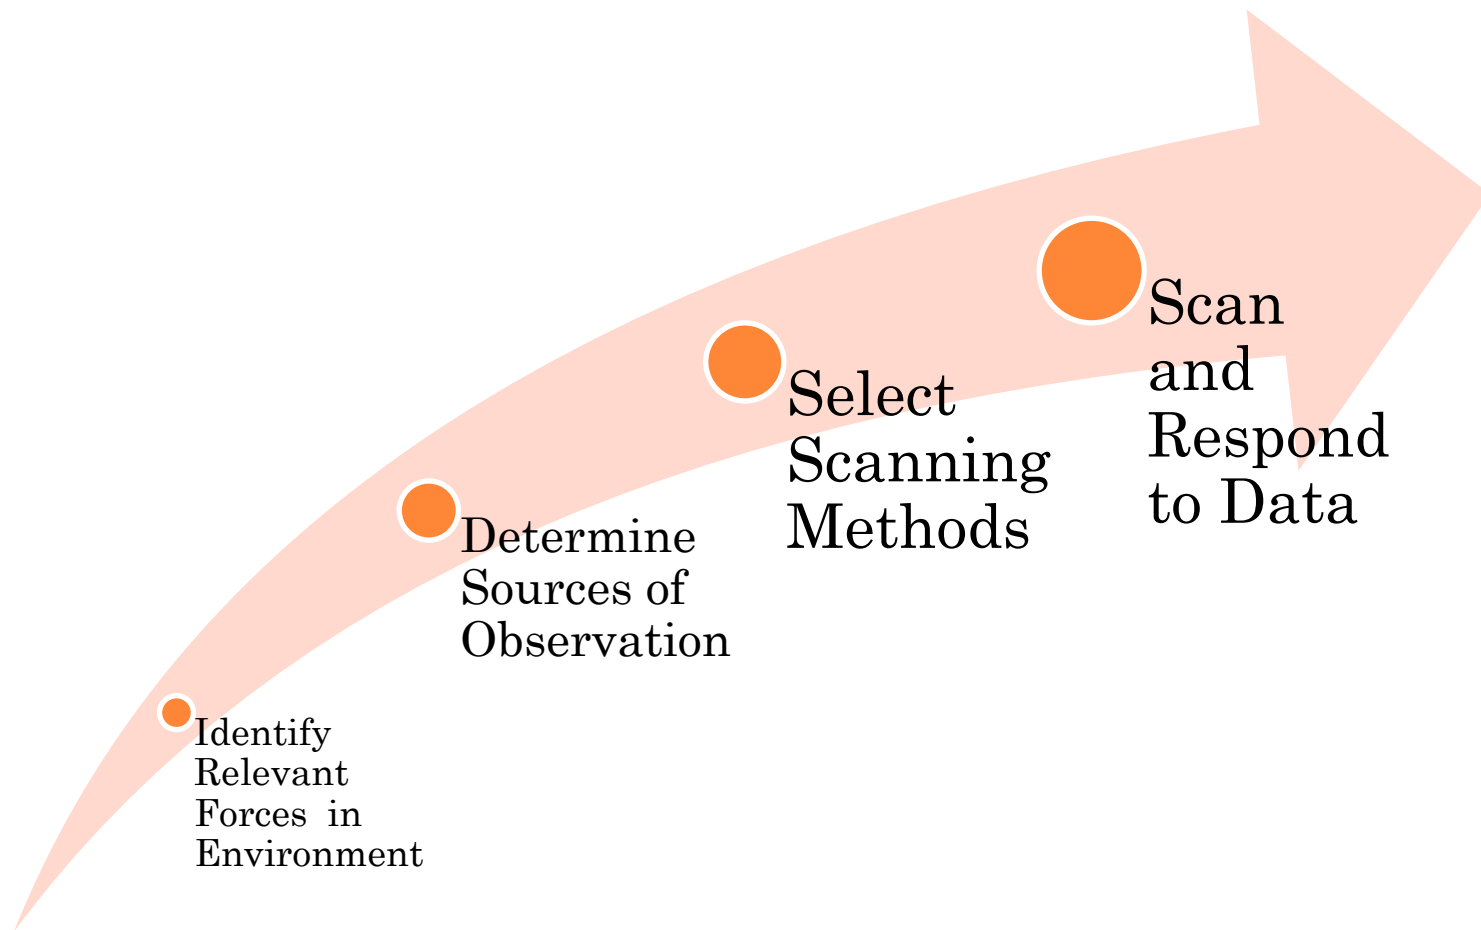 Identify
Relevant
Forces in
Environment
Determine
Sources of
Observation
Select
Scanning
Methods
Scan
and
Respond
to Data